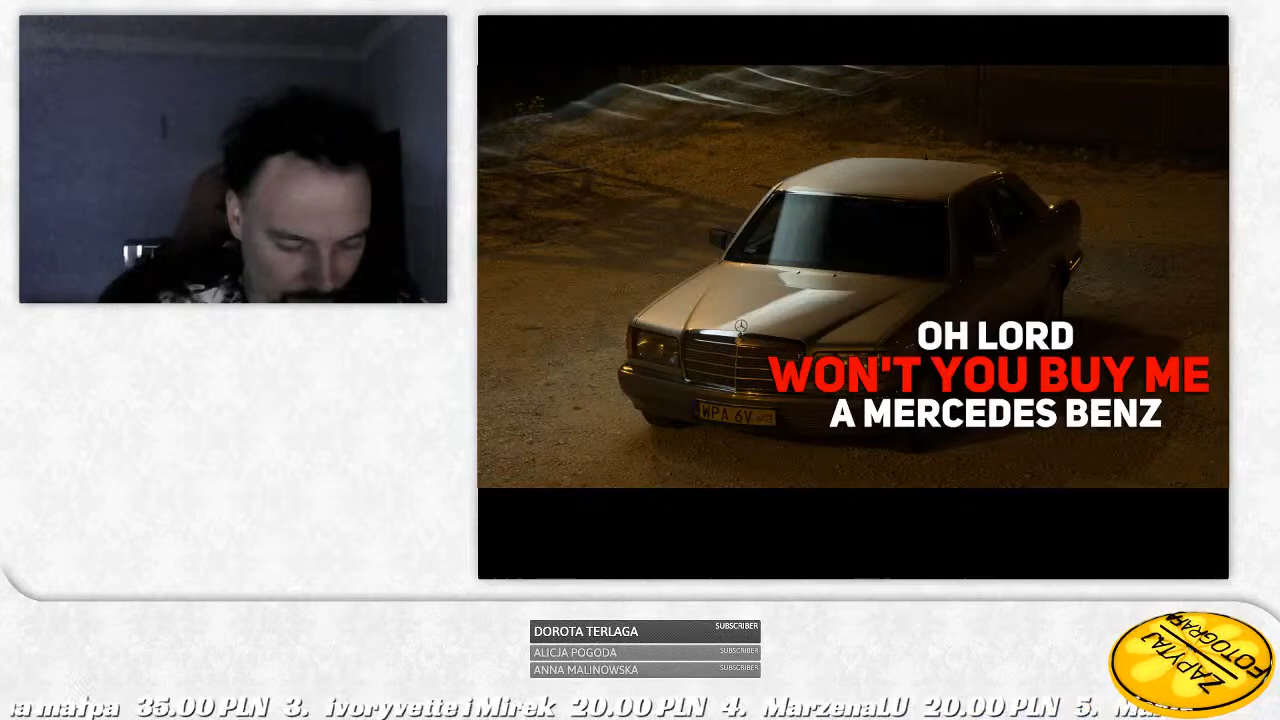 OH LORD
WON'T YOU BUY ME
A MERCEDES BENZ
WPA 6V
DOROTA TERLAGA SUBSCRIBER
ALICJA POGODA SUBSCRIBER
ANNA MALINOWSKA SUBSCRIBER
ZAPYTAJ
FOTOGRAFA
małpa 35.00 PLN 3. ivoryvette i Mirek 20.00 PLN 4. MarzenaLU 20.00 PLN 5.